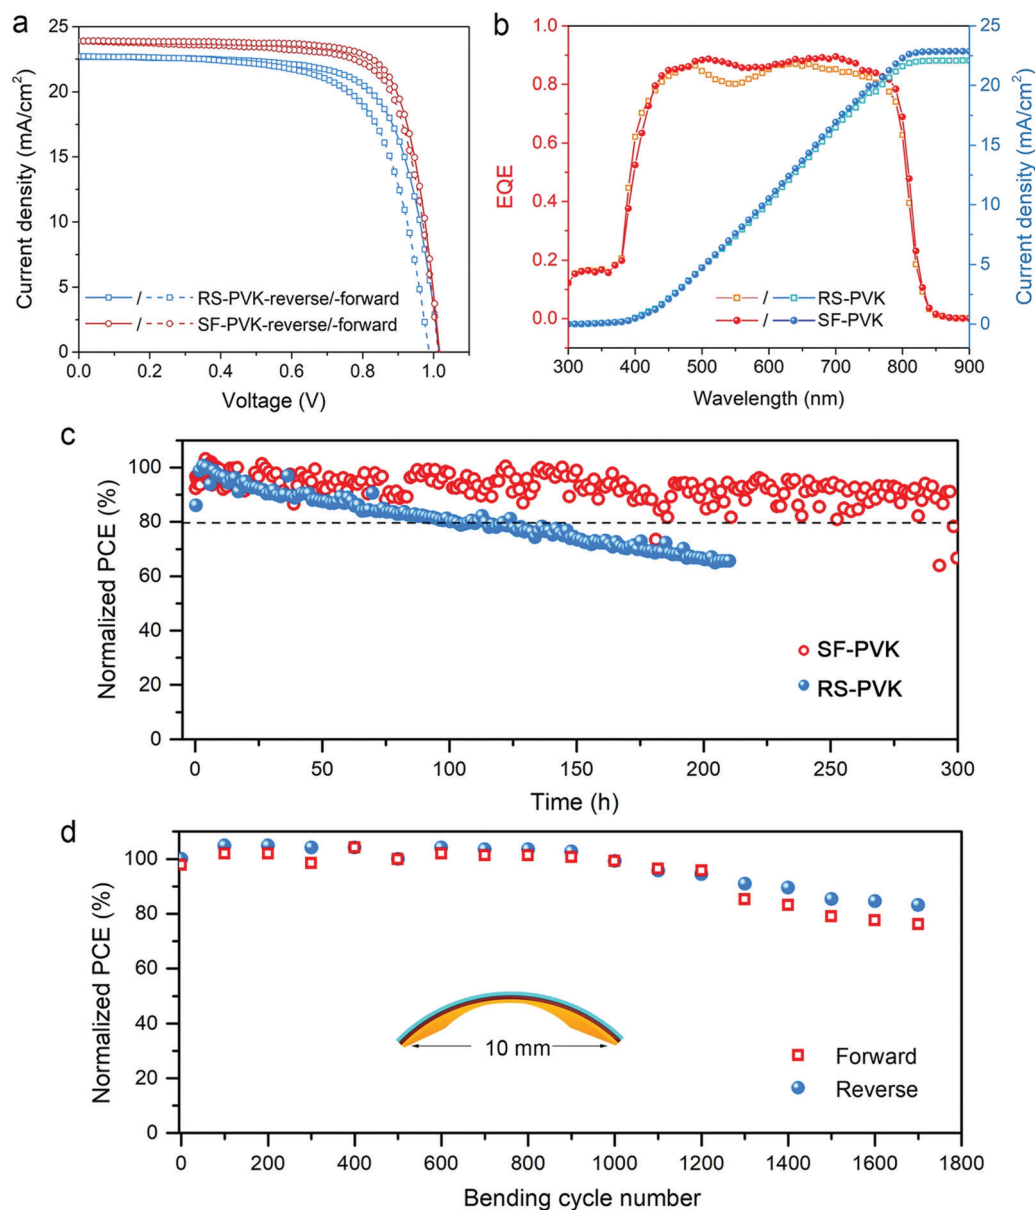 a
25
20
15
10
5
0
0.0 0.2 0.4 0.6 0.8 1.0
Current density (mA/cm²)
Voltage (V)
/ RS-PVK-reverse/-forward
/ SF-PVK-reverse/-forward
b
1.0
0.8
0.6
0.4
0.2
0.0
EQE
25
20
15
10
5
0
Current density (mA/cm²)
300 400 500 600 700 800 900
Wavelength (nm)
/ RS-PVK
/ SF-PVK
c
100
80
60
40
20
0
Normalized PCE (%)
0 50 100 150 200 250 300
Time (h)
SF-PVK
RS-PVK
d
100
80
60
40
20
0
Normalized PCE (%)
10 mm
Forward
Reverse
0 200 400 600 800 1000 1200 1400 1600 1800
Bending cycle number